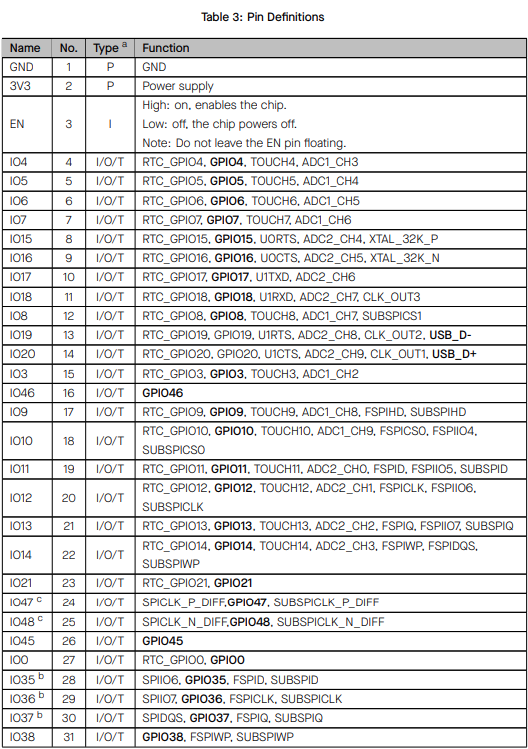 Table 3: Pin Definitions
Name No. Type a Function
GND 1 P GND
3V3 2 P Power supply
High: on, enables the chip.
EN 3 I Low: off, the chip powers off.
Note: Do not leave the EN pin floating.
IO4 4 I/O/T RTC_GPIO4, GPIO4, TOUCH4, ADC1_CH3
IO5 5 I/O/T RTC_GPIO5, GPIO5, TOUCH5, ADC1_CH4
IO6 6 I/O/T RTC_GPIO6, GPIO6, TOUCH6, ADC1_CH5
IO7 7 I/O/T RTC_GPIO7, GPIO7, TOUCH7, ADC1_CH6
IO15 8 I/O/T RTC_GPIO15, GPIO15, U0RTS, ADC2_CH4, XTAL_32K_P
IO16 9 I/O/T RTC_GPIO16, GPIO16, U0CTS, ADC2_CH5, XTAL_32K_N
IO17 10 I/O/T RTC_GPIO17, GPIO17, U1TXD, ADC2_CH6
IO18 11 I/O/T RTC_GPIO18, GPIO18, U1RXD, ADC2_CH7, CLK_OUT3
IO8 12 I/O/T RTC_GPIO8, GPIO8, TOUCH8, ADC1_CH7, SUBSPICS1
IO19 13 I/O/T RTC_GPIO19, GPIO19, U1RTS, ADC2_CH8, CLK_OUT2, USB_D-
IO20 14 I/O/T RTC_GPIO20, GPIO20, U1CTS, ADC2_CH9, CLK_OUT1, USB_D+
IO3 15 I/O/T RTC_GPIO3, GPIO3, TOUCH3, ADC1_CH2
IO46 16 I/O/T GPIO46
IO9 17 I/O/T RTC_GPIO9, GPIO9, TOUCH9, ADC1_CH8, FSPIHD, SUBSPIHD
IO10 18 I/O/T RTC_GPIO10, GPIO10, TOUCH10, ADC1_CH9, FSPICS0, FSPIIO4,
SUBSPICS0
IO11 19 I/O/T RTC_GPIO11, GPIO11, TOUCH11, ADC2_CH0, FSPID, FSPIIO5, SUBSPID
IO12 20 I/O/T RTC_GPIO12, GPIO12, TOUCH12, ADC2_CH1, FSPICLK, FSPIIO6,
SUBSPICLK
IO13 21 I/O/T RTC_GPIO13, GPIO13, TOUCH13, ADC2_CH2, FSPIQ, FSPIIO7, SUBSPIQ
IO14 22 I/O/T RTC_GPIO14, GPIO14, TOUCH14, ADC2_CH3, FSPIWP, FSPIDQS,
SUBSPIWP
IO21 23 I/O/T RTC_GPIO21, GPIO21
IO47 c 24 I/O/T SPICLK_P_DIFF,GPIO47, SUBSPICLK_P_DIFF
IO48 c 25 I/O/T SPICLK_N_DIFF,GPIO48, SUBSPICLK_N_DIFF
IO45 26 I/O/T GPIO45
IO0 27 I/O/T RTC_GPIO0, GPIO0
IO35 b 28 I/O/T SPIIO6, GPIO35, FSPID, SUBSPID
IO36 b 29 I/O/T SPIIO7, GPIO36, FSPICLK, SUBSPICLK
IO37 b 30 I/O/T SPIDQS, GPIO37, FSPIQ, SUBSPIQ
IO38 31 I/O/T GPIO38, FSPIWP, SUBSPIWP